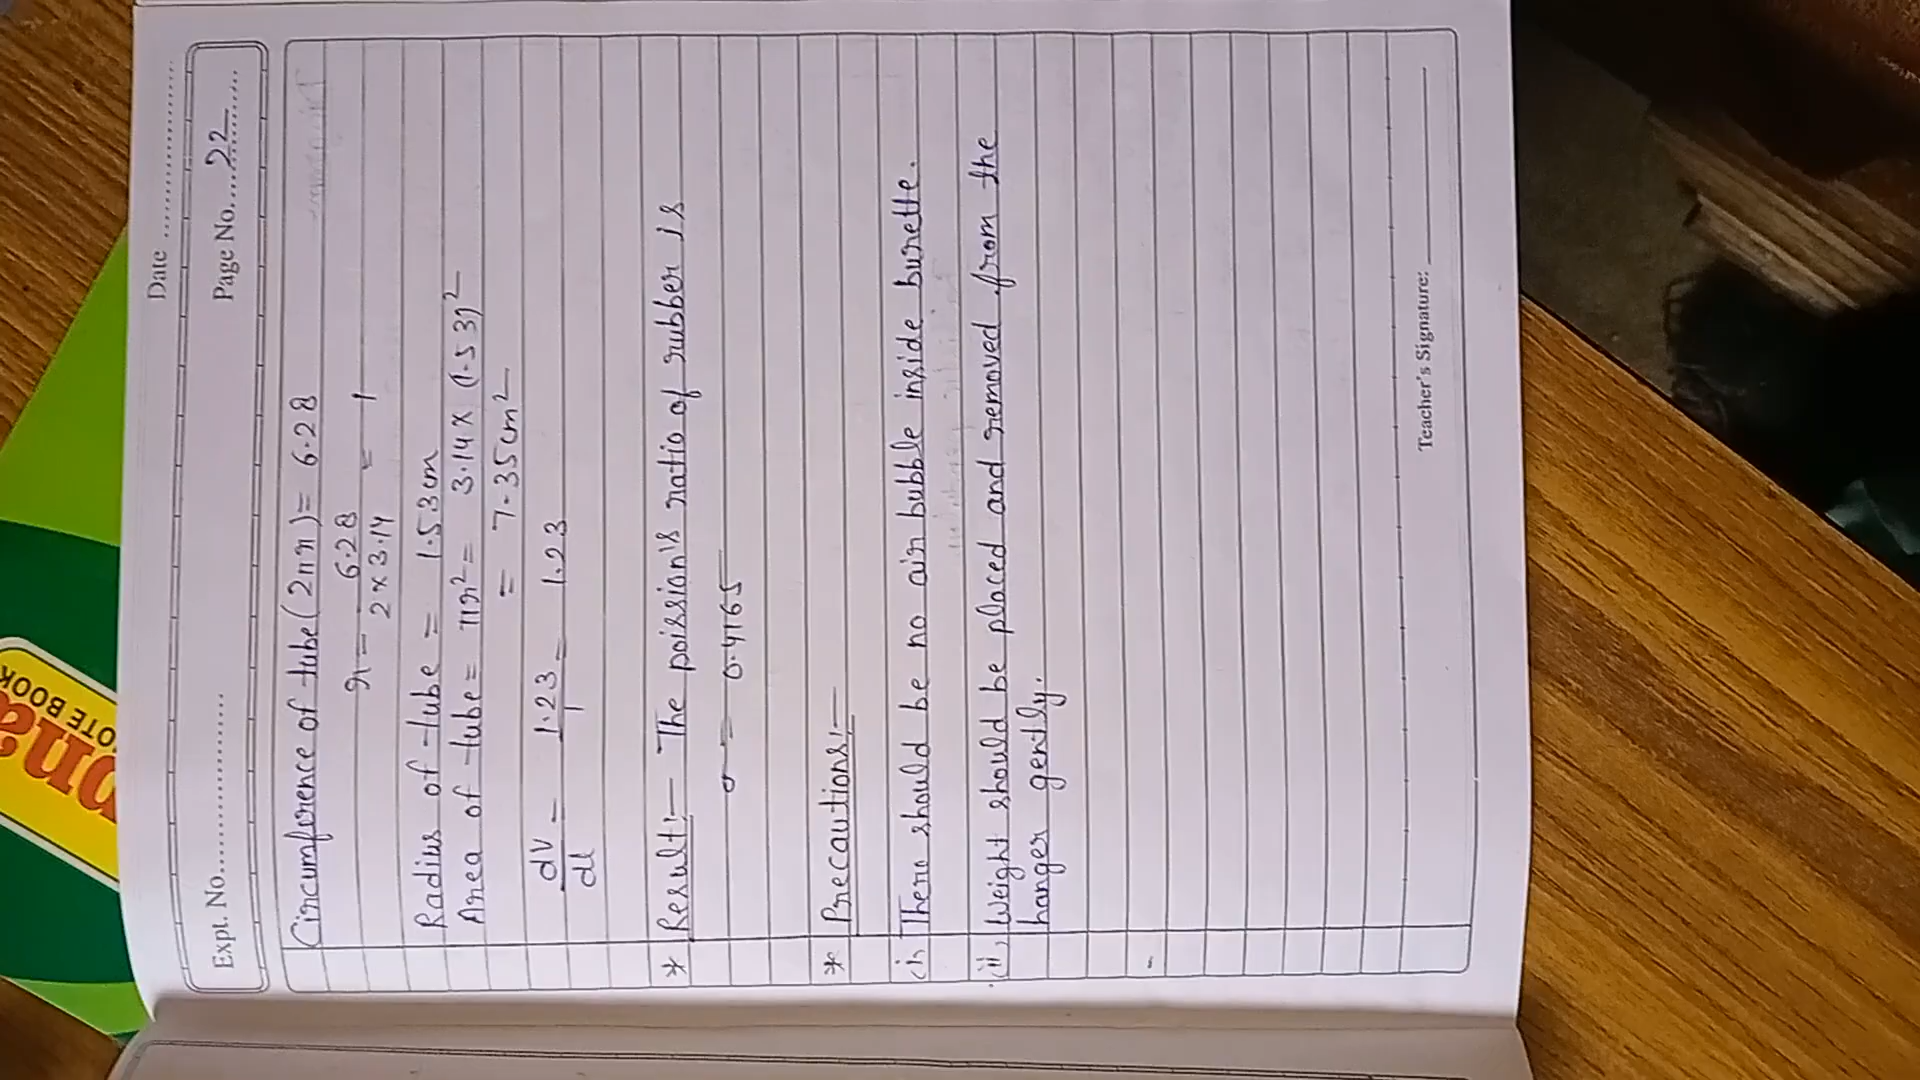 Date ....................
Expt. No.................... Page No....22......
Circumference of tube (2πr) = 6.28
r = 6.28 / 2 × 3.14 = 1
Radius of tube = 1.53 cm
Area of tube = πr² = 3.14 × (1.53)²
= 7.35 cm²
dV / dl = 1.23 / 1 = 1.23
* Result:— The poission's ratio of rubber is
σ = 0.4165
* Precautions:—
(i), There should be no air bubble inside burette.
(ii), Weight should be placed and removed from the
hanger gently.
Teacher's Signature: ____________________
OTE BOOK